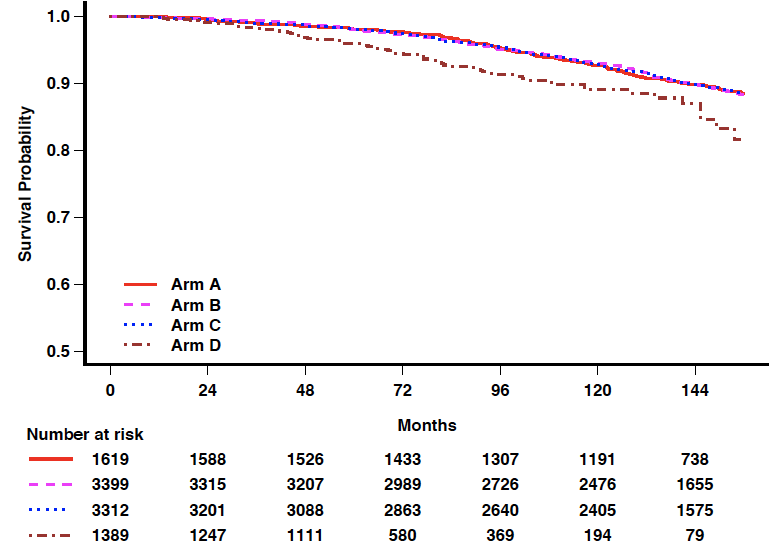 1.0
0.9
0.8
0.7
0.6
0.5
Survival Probability
Arm A
Arm B
Arm C
Arm D
0 24 48 72 96 120 144
Months
Number at risk
1619 1588 1526 1433 1307 1191 738
3399 3315 3207 2989 2726 2476 1655
3312 3201 3088 2863 2640 2405 1575
1389 1247 1111 580 369 194 79